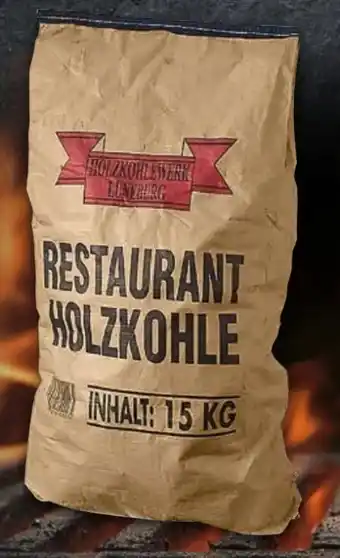 HOLZKOHLEWERK
LÜNEBURG
RESTAURANT
HOLZKOHLE
INHALT: 15 KG